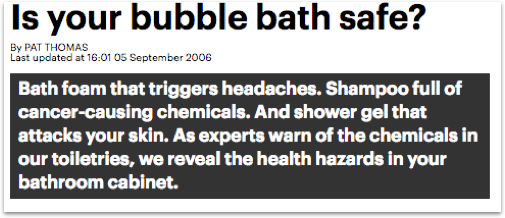 Is your bubble bath safe?
By PAT THOMAS
Last updated at 16:01 05 September 2006
Bath foam that triggers headaches. Shampoo full of
cancer-causing chemicals. And shower gel that
attacks your skin. As experts warn of the chemicals in
our toiletries, we reveal the health hazards in your
bathroom cabinet.